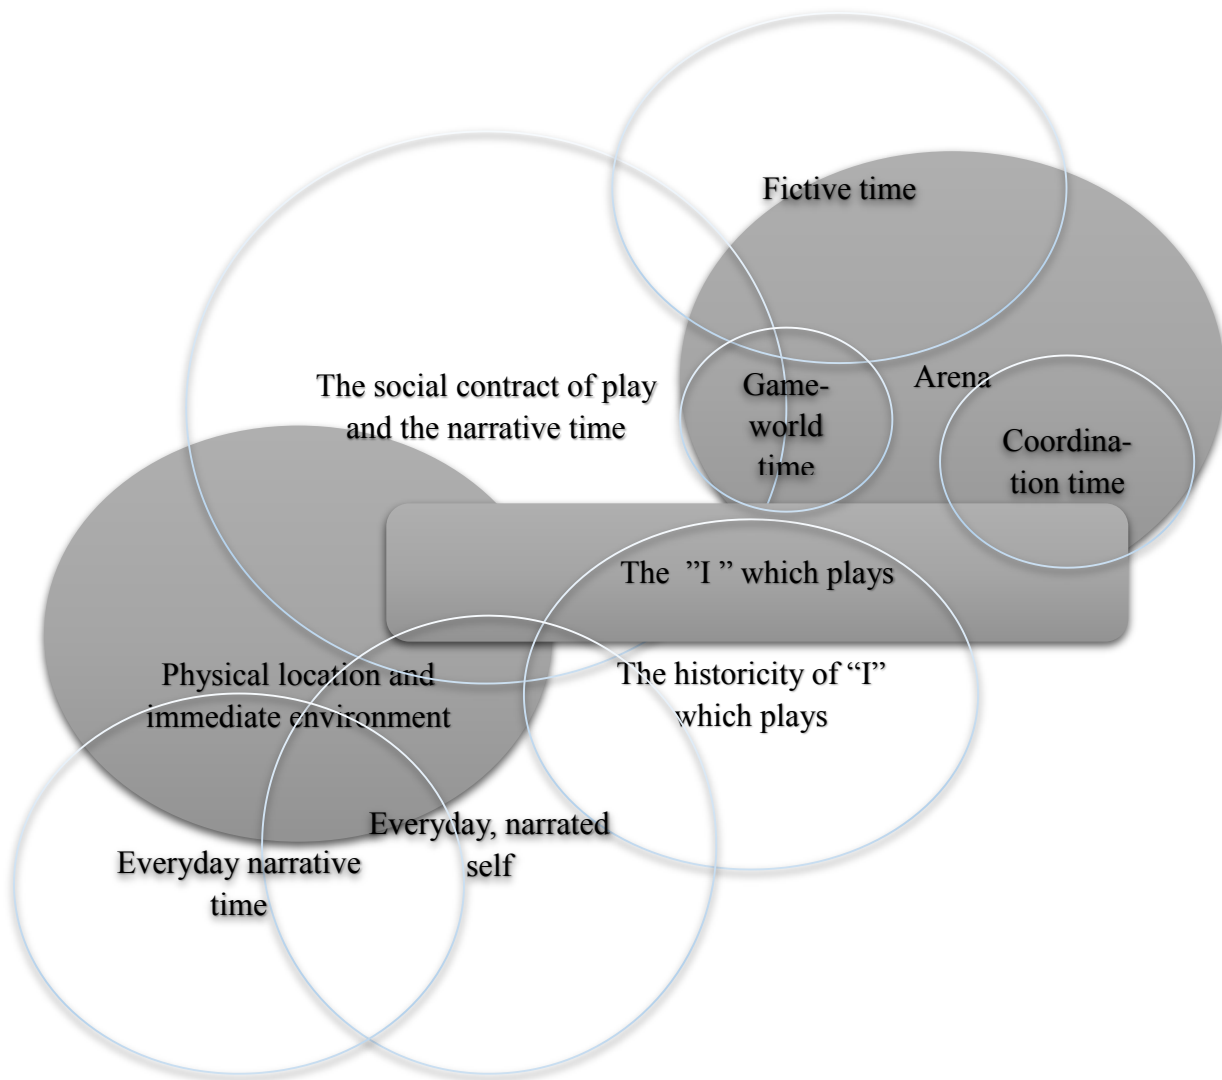 Fictive time
The social contract of play
and the narrative time
Game-
world
time
Arena
Coordina-
tion time
The ”I ” which plays
Physical location and
immediate environment
The historicity of “I”
which plays
Everyday, narrated
self
Everyday narrative
time